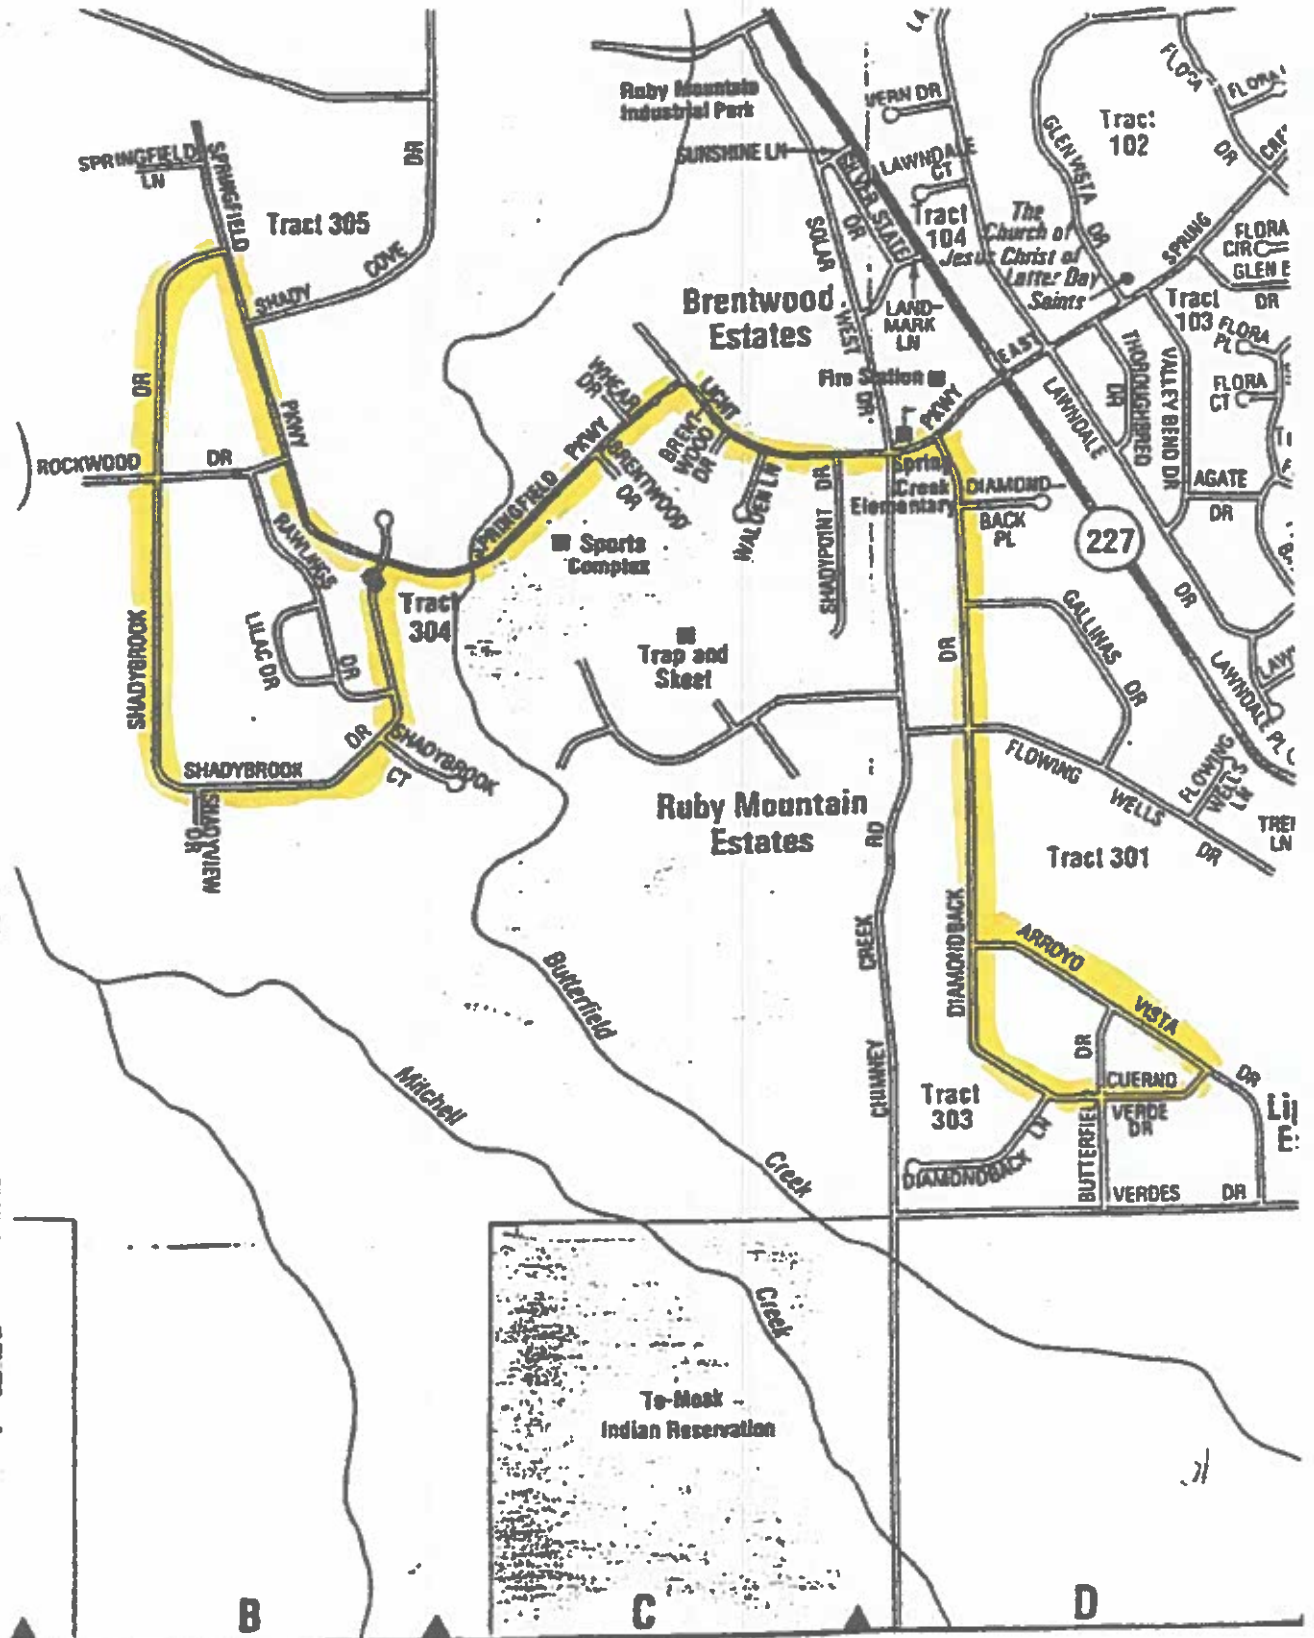 LA
Ruby Mountain
Industrial Park
VERN DR
FLORA
FLORA
Tract
102
GLEN VISTA
DR
DR
SPRINGFIELD
LN
SPRINGFIELD
DR
SUNSHINE LN
SILVER STATE
DR
LAWNDALE
CT
Tract 305
Tract
104
The
Church of
Jesus Christ of
Latter Day
Saints
SPRING
FLORA
CIR
GLEN E
DR
SOLAR
COVE
SHADY
Brentwood
Estates
WEST
DR
LAND-
MARK
LN
Tract
103
FLORA
PL
EAST
THOROUGHBRED
DR
VALLEY BEND DR
FLORA
CT
Fire Station
WHEAR
DR
LICHT
PKWY
LAWNDALE
DR
PKWY
PKWY
BRENT-
WOOD
DR
BRENTWOOD
DR
ROCKWOOD
DR
Spring
Creek
Elementary
DIAMOND-
BACK
PL
AGATE
DR
WALDEN LN
SHADYPOINT DR
SPRINGFIELD
Sports
Complex
227
RAWLINGS
DR
Tract
304
LILAC DR
SHADYBROOK
Trap and
Skeet
DR
GALLINAS
DR
DR
LAWNDALE PL
SHADYBROOK
DR
SHADYBROOK
CT
SHADYVIEW
DR
FLOWING
WELLS
DR
FLOWING
WELLS
LN
LN
Ruby Mountain
Estates
RD
Tract 301
CREEK
DIAMONDBACK
ARROYO
VISTA
DR
Butterfield
CHIMNEY
DR
CUERNO
VERDE
DR
Mitchell
Tract
303
DIAMONDBACK
LN
Creek
VERDES DR
Creek
Te-Moak
Indian Reservation
B
C
D